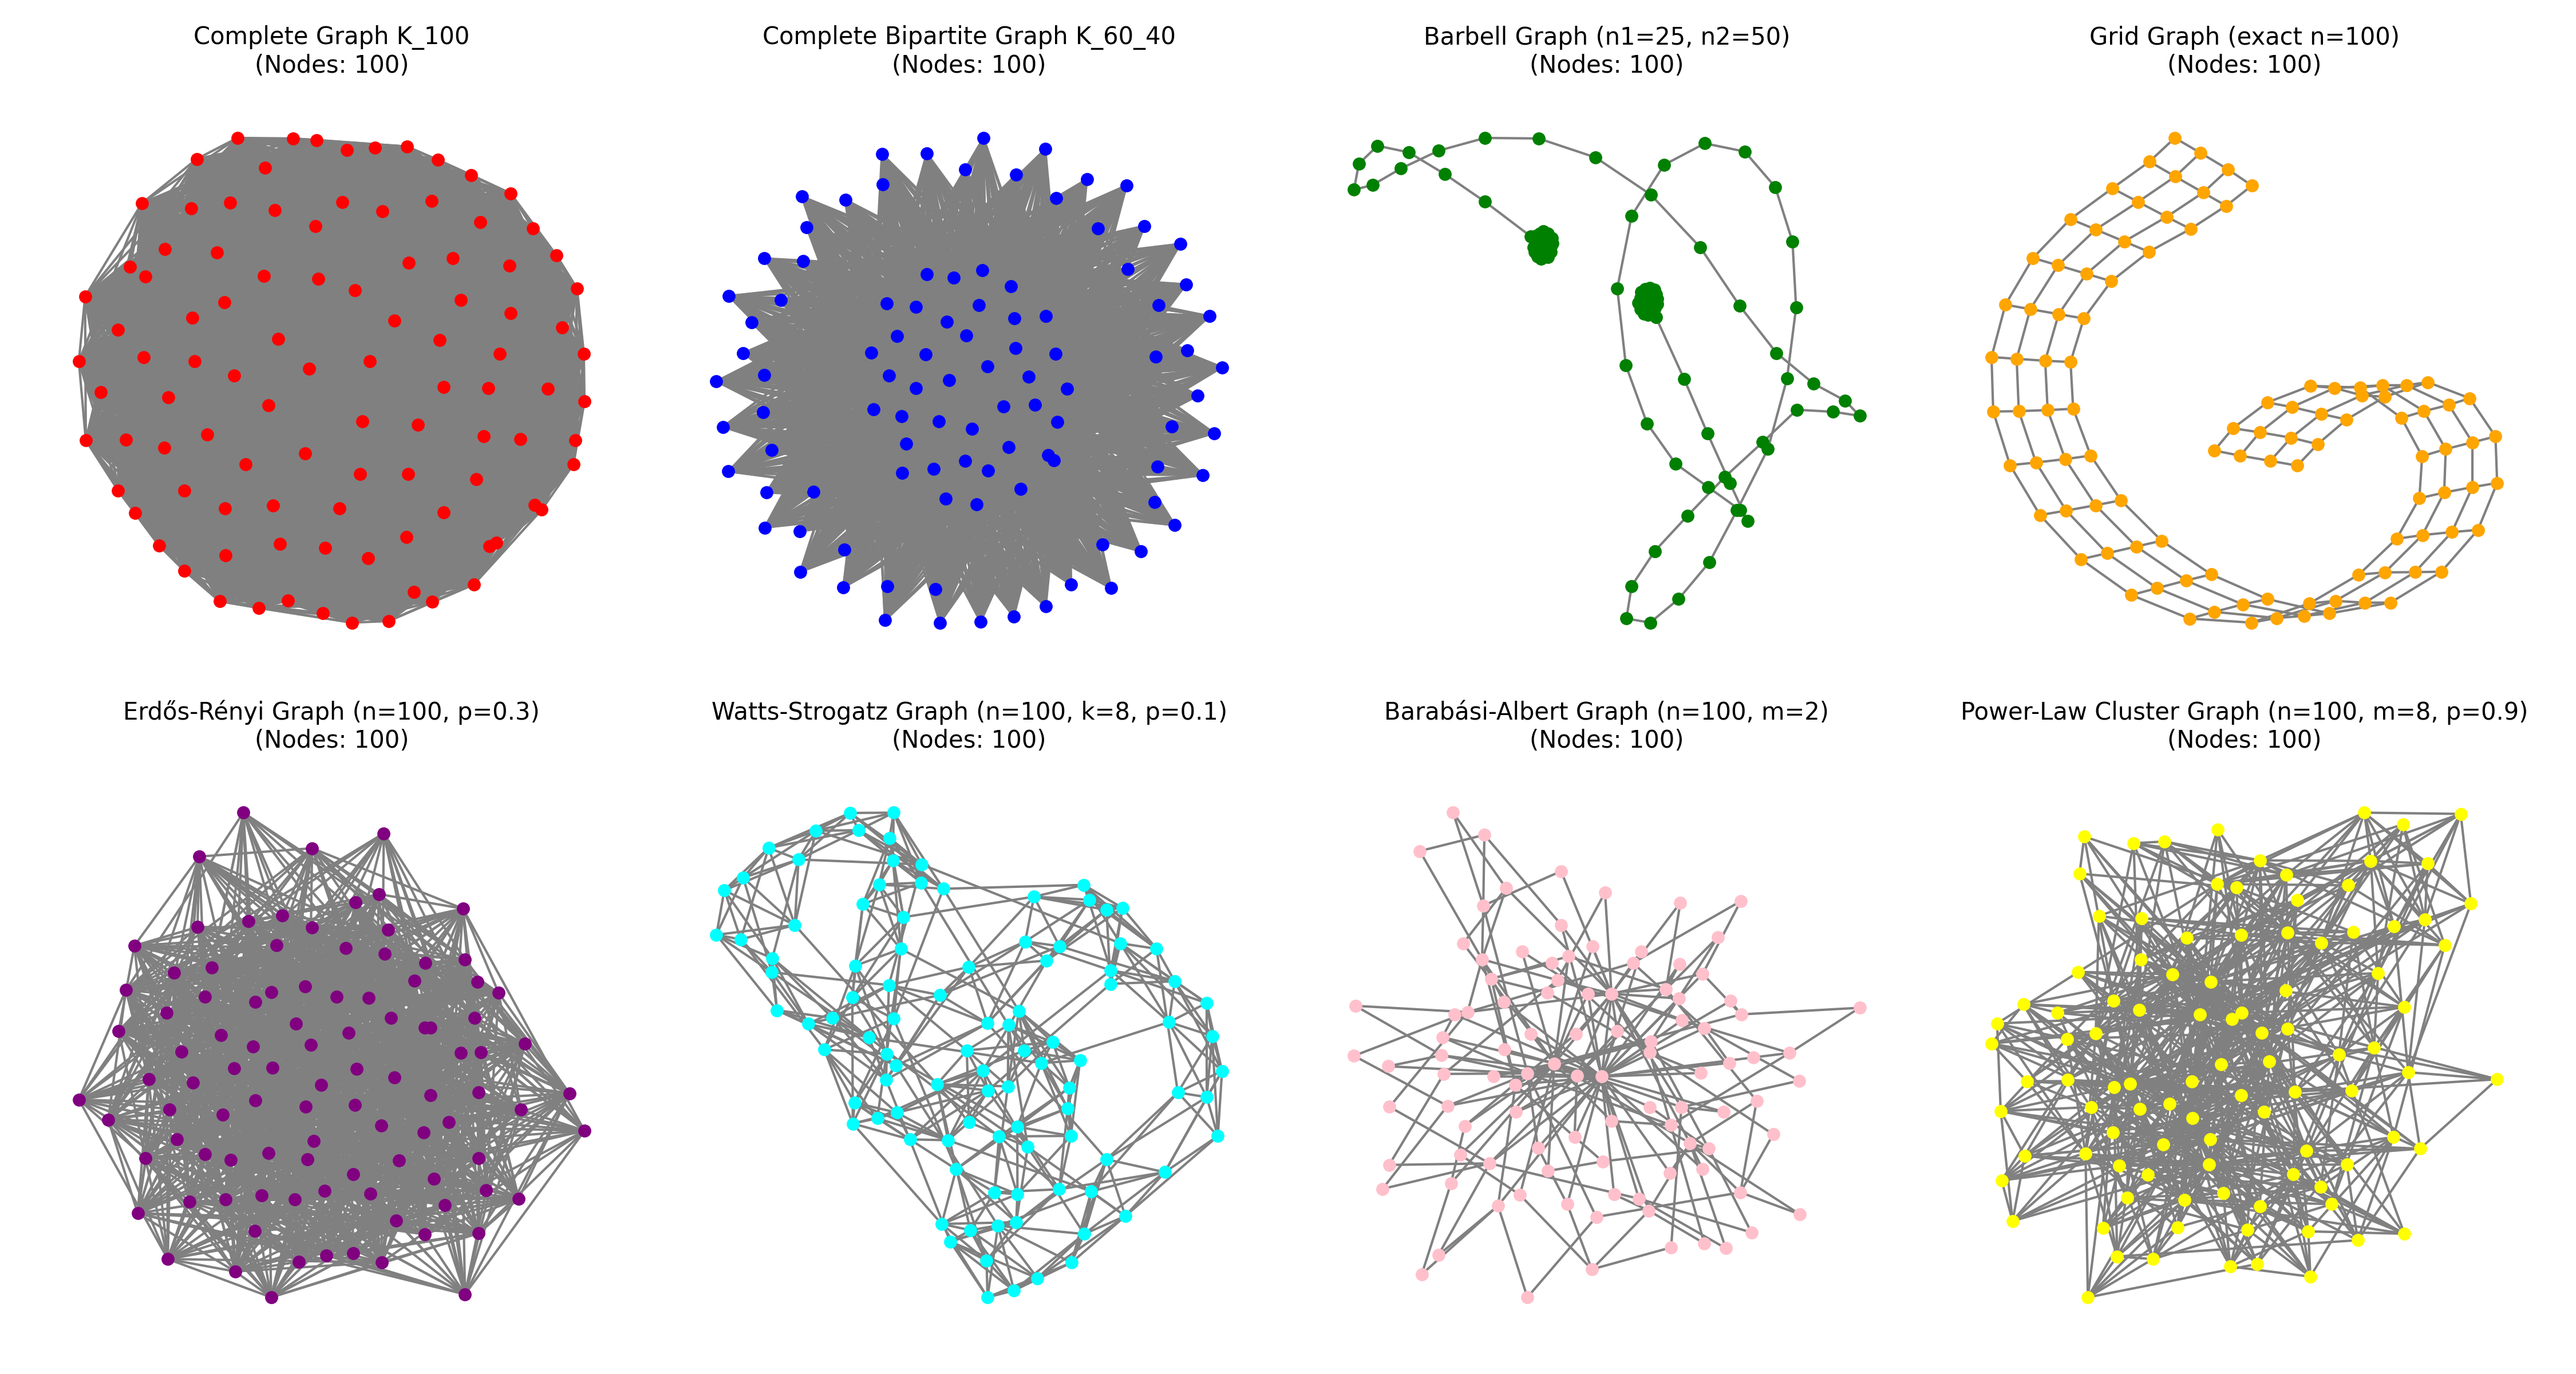 Complete Graph K_100
(Nodes: 100)
Complete Bipartite Graph K_60_40
(Nodes: 100)
Barbell Graph (n1=25, n2=50)
(Nodes: 100)
Grid Graph (exact n=100)
(Nodes: 100)
Erdős-Rényi Graph (n=100, p=0.3)
(Nodes: 100)
Watts-Strogatz Graph (n=100, k=8, p=0.1)
(Nodes: 100)
Barabási-Albert Graph (n=100, m=2)
(Nodes: 100)
Power-Law Cluster Graph (n=100, m=8, p=0.9)
(Nodes: 100)